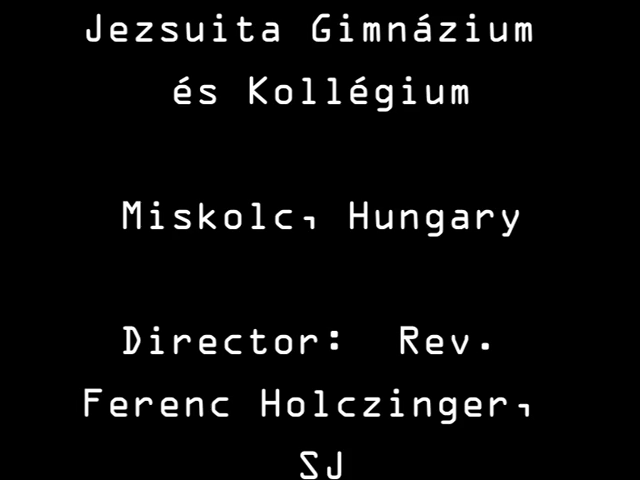 Jezsuita Gimnázium
és Kollégium
Miskolc, Hungary
Director: Rev.
Ferenc Holczinger,
SJ